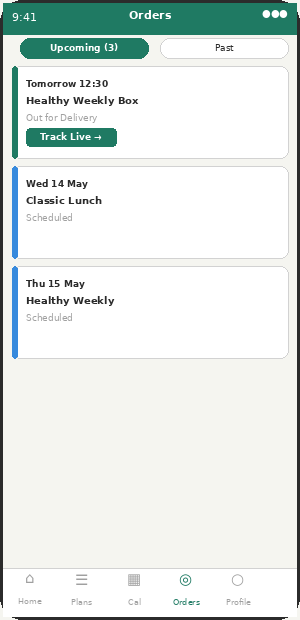 9:41
Orders
Upcoming (3)
Past
Tomorrow 12:30
Healthy Weekly Box
Out for Delivery
Track Live →
Wed 14 May
Classic Lunch
Scheduled
Thu 15 May
Healthy Weekly
Scheduled
Home
Plans
Cal
Orders
Profile